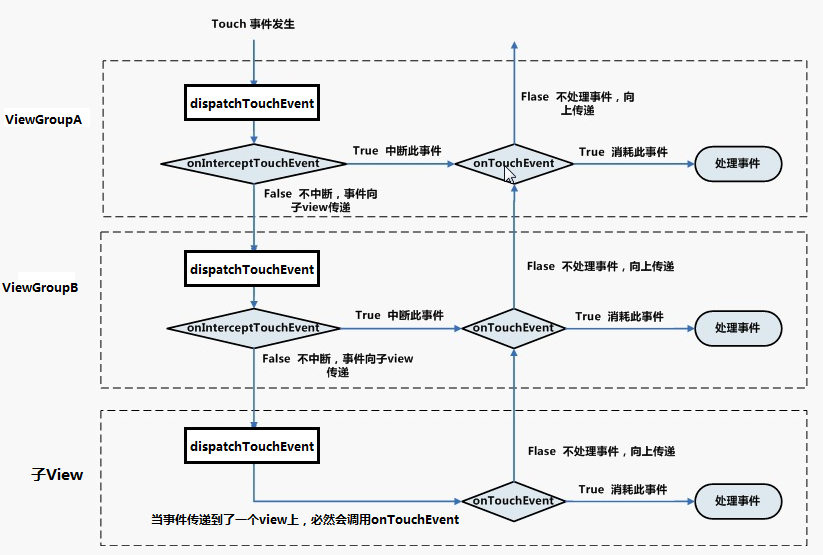 Touch 事件发生
ViewGroupA
dispatchTouchEvent
onInterceptTouchEvent
True 中断此事件
onTouchEvent
Flase 不处理事件，向
上传递
True 消耗此事件
处理事件
False 不中断，事件向
子view传递
ViewGroupB
dispatchTouchEvent
onInterceptTouchEvent
True 中断此事件
onTouchEvent
Flase 不处理事件，向上传递
True 消耗此事件
处理事件
False 不中断，事件向子view
传递
子View
dispatchTouchEvent
Flase 不处理事件，向上传递
onTouchEvent
True 消耗此事件
处理事件
当事件传递到了一个view上，必然会调用onTouchEvent